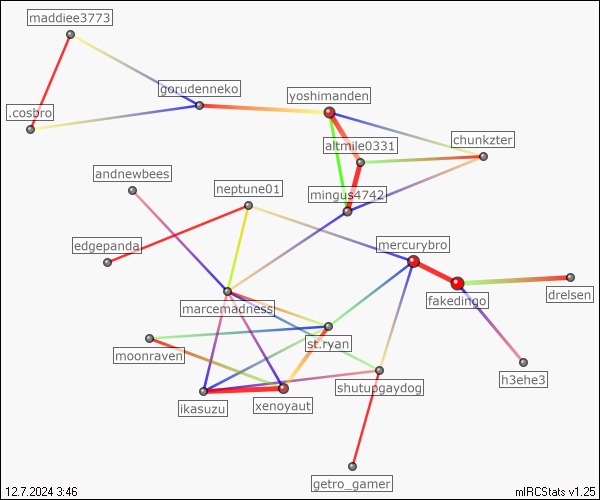 maddiee3773
gorudenneko
yoshimanden
.cosbro
altmile0331
chunkzter
andnewbees
neptune01
mingus4742
edgepanda
mercurybro
fakedingo
drelsen
marcemadness
st.ryan
moonraven
h3ehe3
shutupgaydog
ikasuzu
xenoyaut
getro_gamer
12.7.2024 3:46
mIRCStats v1.25